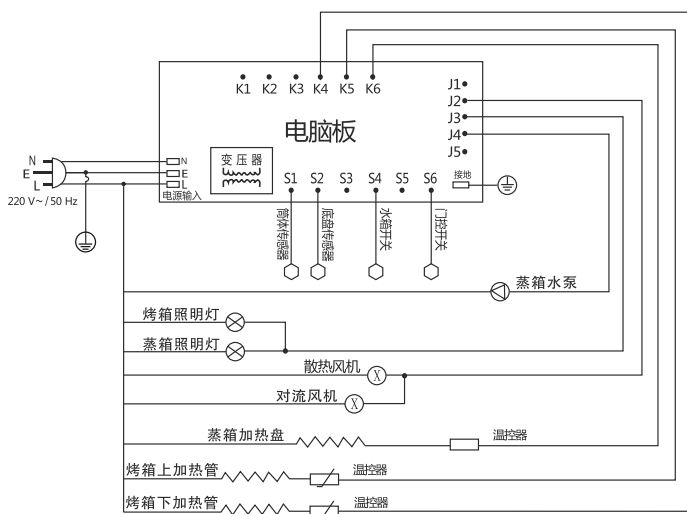 K1 K2 K3 K4 K5 K6
J1
J2
J3
J4
J5
电脑板
变压器
N
E
L
220 V~/50 Hz
N
E
L
电源输入
S1 S2 S3 S4 S5 S6
接地
筒体传感器
底盘传感器
水箱开关
门控开关
蒸箱水泵
烤箱照明灯
蒸箱照明灯
散热风机
X
对流风机
X
蒸箱加热盘
温控器
烤箱上加热管
温控器
烤箱下加热管
温控器